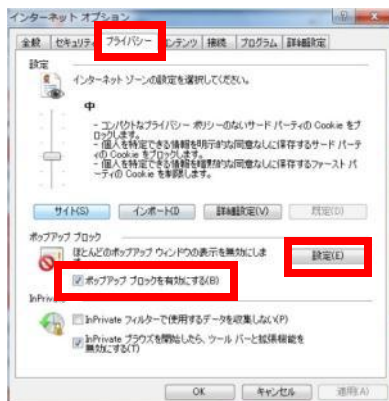 インターネット オプション
全般 セキュリティ プライバシー コンテンツ 接続 プログラム 詳細設定
設定
インターネット ゾーンの設定を選択してください。
中
- コンパクトなプライバシー ポリシーのないサード パーティの Cookie をブ
ロックします。
- 個人を特定できる情報を明示的な同意なしに保存するサード パーテ
ィの Cookie をブロックします。
- 個人を特定できる情報を暗黙的な同意なしに保存するファースト パ
ーティの Cookie を制限します。
サイト(S) インポート(I) 詳細設定(V) 既定(D)
ポップアップ ブロック
ほとんどのポップアップ ウィンドウの表示を無効にしま
す。
設定(E)
ポップアップ ブロックを有効にする(B)
InPrivate
InPrivate フィルターで使用するデータを収集しない(P)
InPrivate ブラウズを開始したら、ツール バーと拡張機能を
無効にする(T)
OK キャンセル 適用(A)